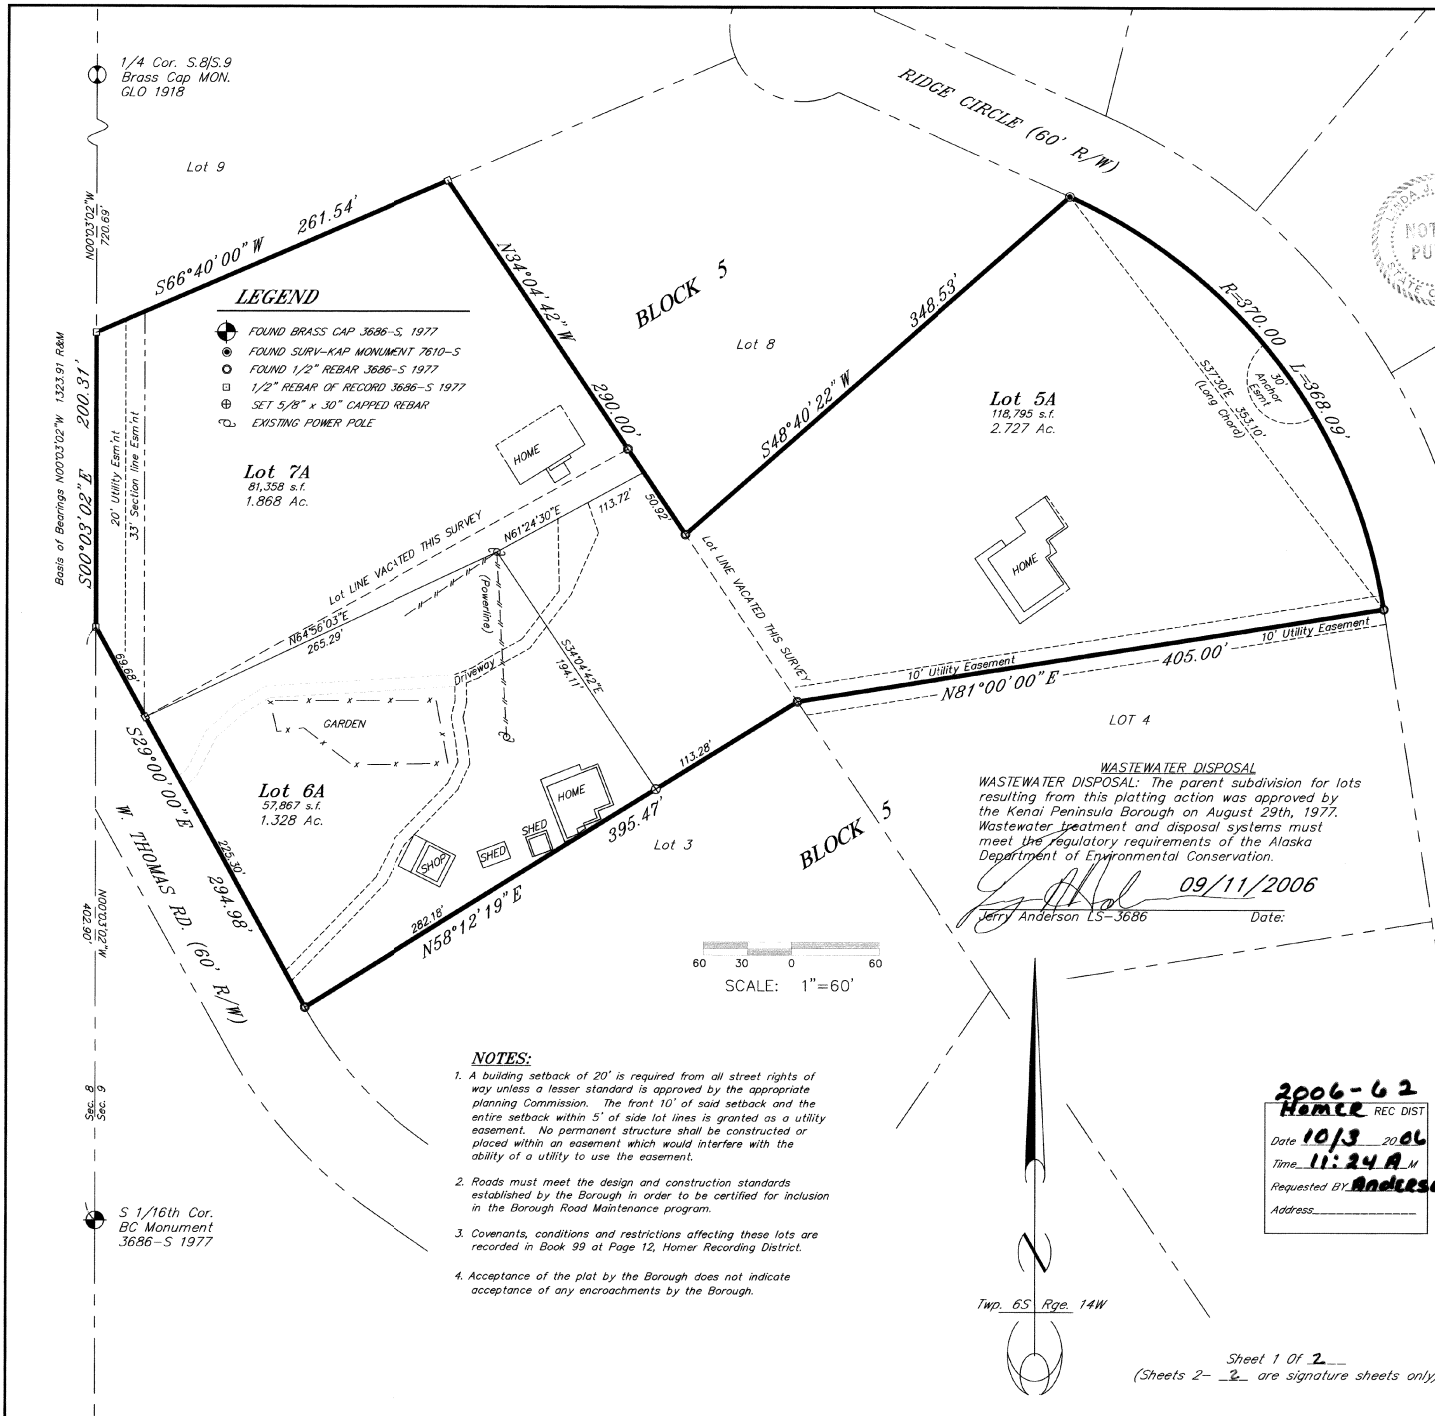 1/4 Cor. S.8|S.9
Brass Cap MON.
GLO 1918
Lot 9
N00°03'02"W
720.69'
RIDGE CIRCLE (60' R/W)
NOT
PU
S66°40'00"W 261.54'
N34°04'42"W 290.00'
BLOCK 5
Lot 8
S48°40'22"W 348.53'
R=370.00 L=368.09'
30'
Anchor
Esmt
S37°30'E 353.10'
(Long Chord)
LEGEND
FOUND BRASS CAP 3686-S, 1977
FOUND SURV-KAP MONUMENT 7610-S
FOUND 1/2" REBAR 3686-S 1977
1/2" REBAR OF RECORD 3686-S 1977
SET 5/8" x 30" CAPPED REBAR
EXISTING POWER POLE
Basis of Bearings N00°03'02"W 1323.91 R&M
S00°03'02"E 200.31'
20' Utility Esm'nt
33' Section line Esm'nt
Lot 7A
81,358 s.f.
1.868 Ac.
HOME
Lot 5A
118,795 s.f.
2.727 Ac.
HOME
50.92'
N61°24'30"E 113.72'
Lot LINE VACATED THIS SURVEY
Lot LINE VACATED THIS SURVEY
N64°56'03"E
265.29'
(Powerline)
S34°04'42"E
194.11'
Driveway
69.68'
10' Utility Easement
10' Utility Easement
N81°00'00"E 405.00'
LOT 4
GARDEN
S29°00'00"E 294.98'
225.30'
Lot 6A
57,867 s.f.
1.328 Ac.
HOME
SHED
SHED
SHOP
113.28'
282.18'
N58°12'19"E 395.47'
Lot 3
BLOCK 5
W. THOMAS RD. (60' R/W)
N00°03'02"W
402.90'
WASTEWATER DISPOSAL
WASTEWATER DISPOSAL: The parent subdivision for lots
resulting from this platting action was approved by
the Kenai Peninsula Borough on August 29th, 1977.
Wastewater treatment and disposal systems must
meet the regulatory requirements of the Alaska
Department of Environmental Conservation.
09/11/2006
Jerry Anderson LS-3686 Date:
60 30 0 60
SCALE: 1"=60'
NOTES:
1. A building setback of 20' is required from all street rights of
way unless a lesser standard is approved by the appropriate
planning Commission. The front 10' of said setback and the
entire setback within 5' of side lot lines is granted as a utility
easement. No permanent structure shall be constructed or
placed within an easement which would interfere with the
ability of a utility to use the easement.
2. Roads must meet the design and construction standards
established by the Borough in order to be certified for inclusion
in the Borough Road Maintenance program.
3. Covenants, conditions and restrictions affecting these lots are
recorded in Book 99 at Page 12, Homer Recording District.
4. Acceptance of the plat by the Borough does not indicate
acceptance of any encroachments by the Borough.
Sec. 8
Sec. 9
S 1/16th Cor.
BC Monument
3686-S 1977
N
Twp. 6S Rge. 14W
2006-62
Homer REC DIST
Date 10/3 2006
Time 11:24 A M
Requested BY Anderso
Address
Sheet 1 Of 2
(Sheets 2- 2 are signature sheets only)